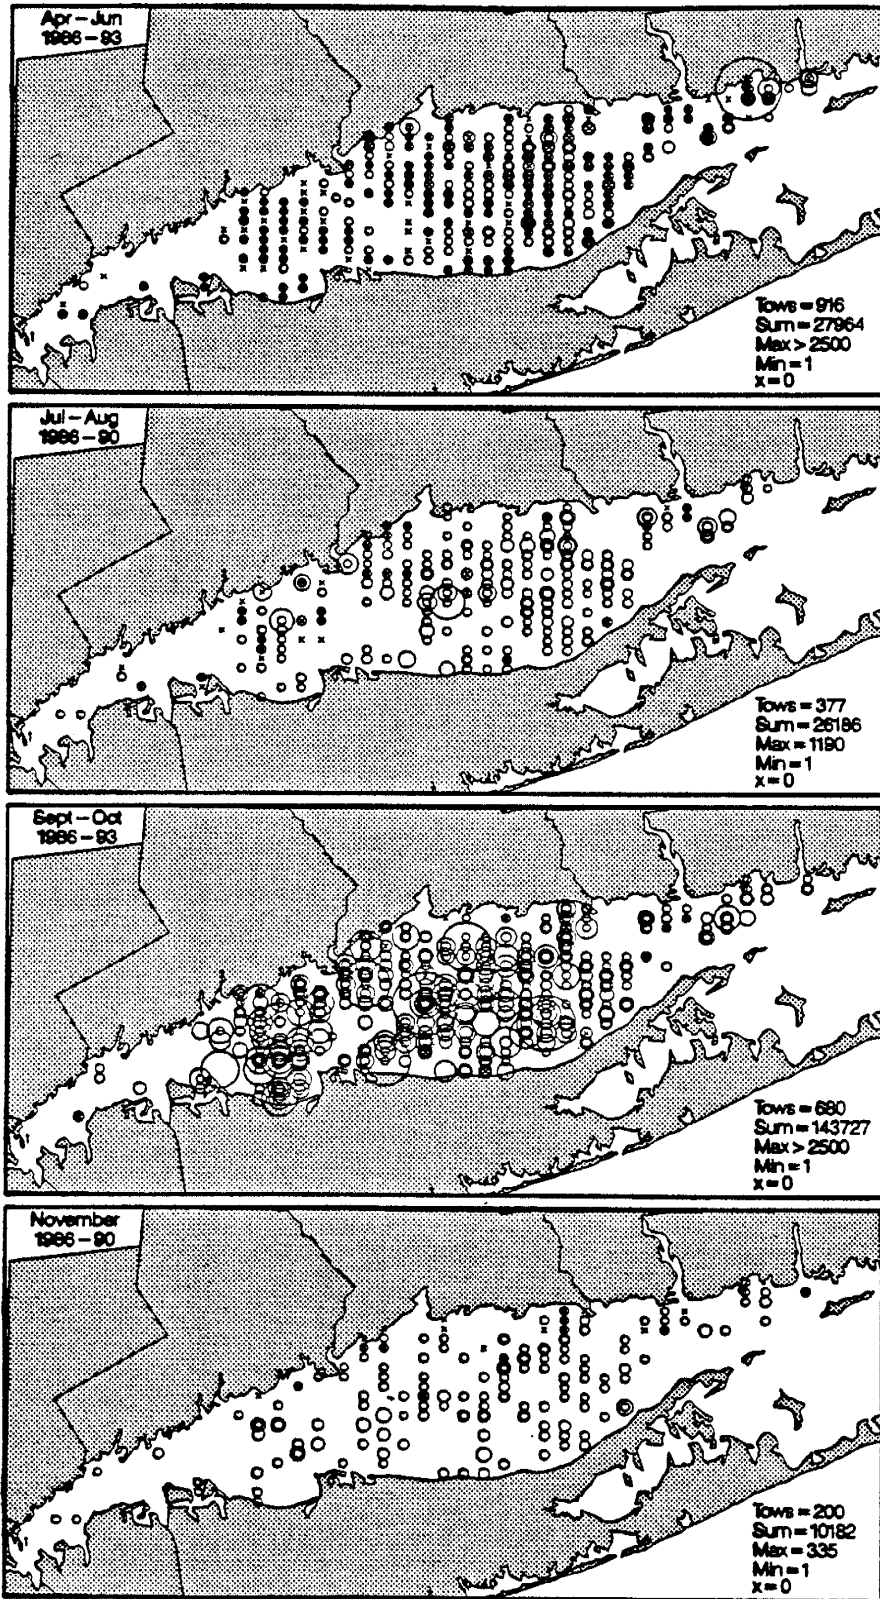 Apr-Jun
1986-93
Tows=916
Sum=27964
Max>2500
Min=1
x=0
Jul-Aug
1986-90
Tows=377
Sum=26186
Max=1190
Min=1
x=0
Sept-Oct
1986-93
Tows=680
Sum=143727
Max>2500
Min=1
x=0
November
1986-90
Tows=200
Sum=10182
Max=335
Min=1
x=0